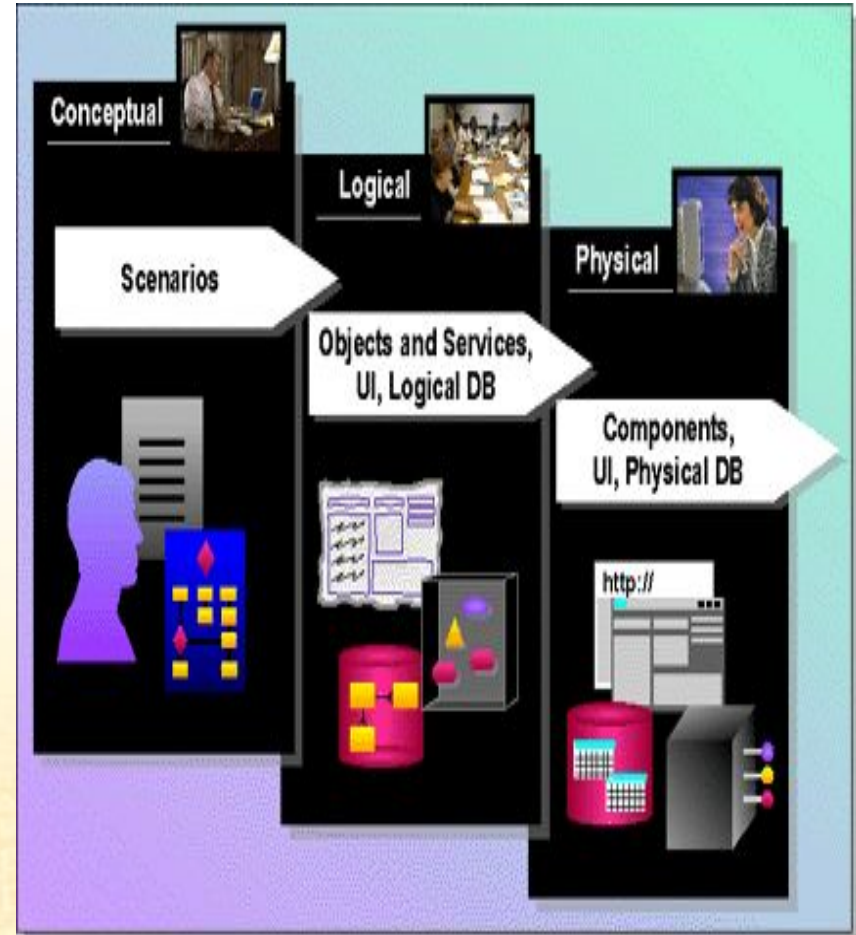 Conceptual
Scenarios
Logical
Objects and Services,
UI, Logical DB
Physical
Components,
UI, Physical DB
http://